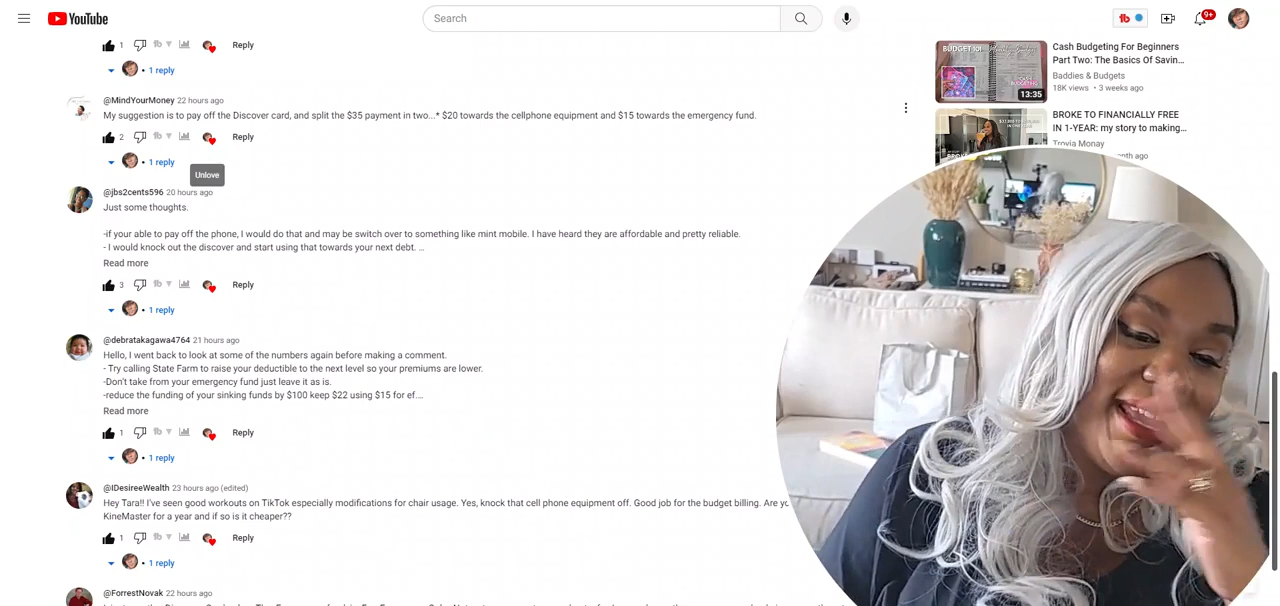 YouTube
Search
tb
9+
1
Reply
• 1 reply
@MindYourMoney 22 hours ago
My suggestion is to pay off the Discover card, and split the $35 payment in two...* $20 towards the cellphone equipment and $15 towards the emergency fund.
2
tb
Reply
• 1 reply
Unlove
@jbs2cents596 20 hours ago
Just some thoughts.
-if your able to pay off the phone, I would do that and may be switch over to something like mint mobile. I have heard they are affordable and pretty reliable.
- I would knock out the discover and start using that towards your next debt. ...
Read more
3
tb
Reply
• 1 reply
@debratakagawa4764 21 hours ago
Hello, I went back to look at some of the numbers again before making a comment.
- Try calling State Farm to raise your deductible to the next level so your premiums are lower.
-Don't take from your emergency fund just leave it as is.
-reduce the funding of your sinking funds by $100 keep $22 using $15 for ef....
Read more
1
tb
Reply
• 1 reply
@IDesireeWealth 23 hours ago (edited)
Hey Tara!! I've seen good workouts on TikTok especially modifications for chair usage. Yes, knock that cell phone equipment off. Good job for the budget billing. Are
KineMaster for a year and if so is it cheaper??
1
tb
Reply
• 1 reply
@ForrestNovak 22 hours ago
BUDGET 101
13:35
Cash Budgeting For Beginners
Part Two: The Basics Of Savin...
Baddies & Budgets
18K views • 3 weeks ago
BROKE TO FINANCIALLY FREE
IN 1-YEAR: my story to making...
Trovia Monay